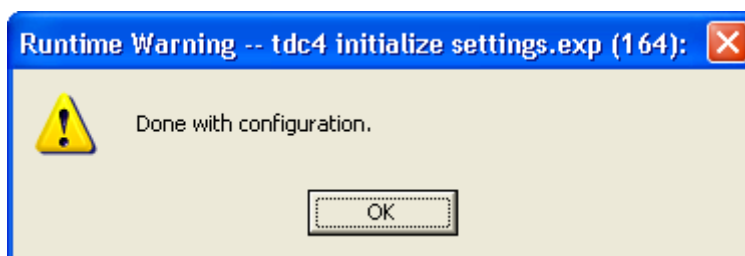 Runtime Warning -- tdc4 initialize settings.exp (164):
Done with configuration.
OK